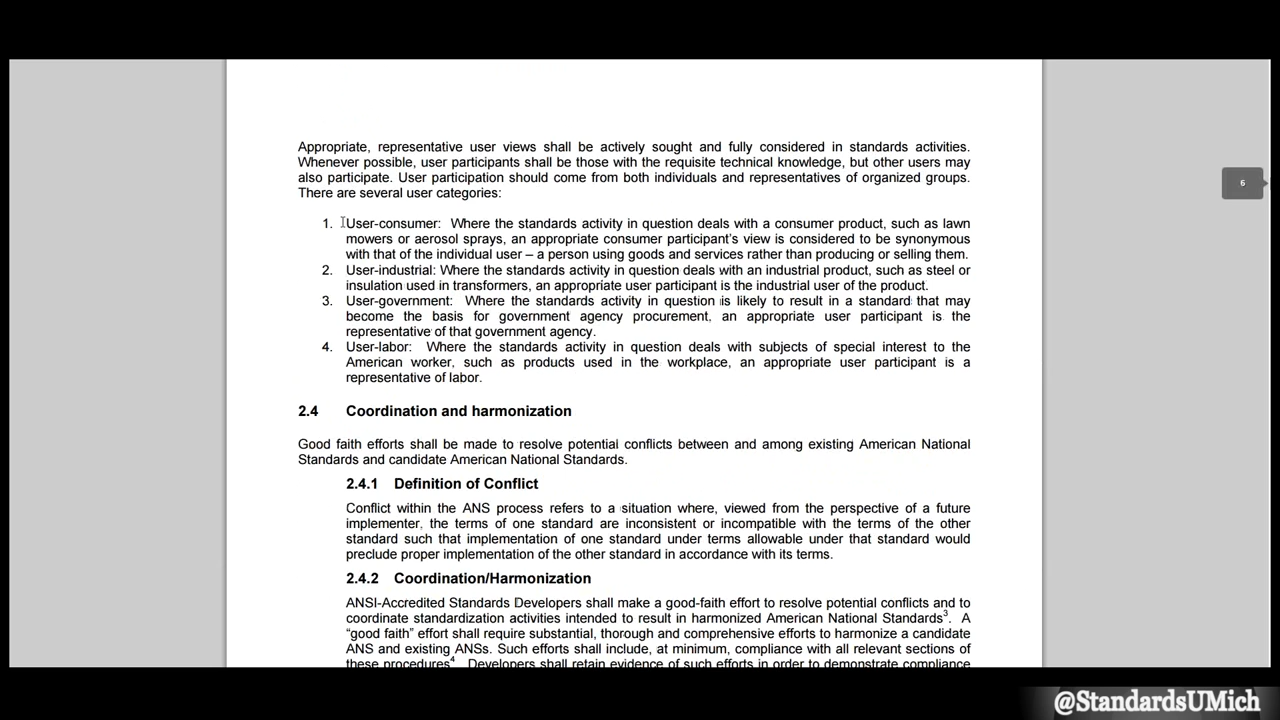 Appropriate, representative user views shall be actively sought and fully considered in standards activities.
Whenever possible, user participants shall be those with the requisite technical knowledge, but other users may
also participate. User participation should come from both individuals and representatives of organized groups.
There are several user categories:
6
1. User-consumer: Where the standards activity in question deals with a consumer product, such as lawn
mowers or aerosol sprays, an appropriate consumer participant's view is considered to be synonymous
with that of the individual user – a person using goods and services rather than producing or selling them.
2. User-industrial: Where the standards activity in question deals with an industrial product, such as steel or
insulation used in transformers, an appropriate user participant is the industrial user of the product.
3. User-government: Where the standards activity in question is likely to result in a standard that may
become the basis for government agency procurement, an appropriate user participant is the
representative of that government agency.
4. User-labor: Where the standards activity in question deals with subjects of special interest to the
American worker, such as products used in the workplace, an appropriate user participant is a
representative of labor.
2.4 Coordination and harmonization
Good faith efforts shall be made to resolve potential conflicts between and among existing American National
Standards and candidate American National Standards.
2.4.1 Definition of Conflict
Conflict within the ANS process refers to a situation where, viewed from the perspective of a future
implementer, the terms of one standard are inconsistent or incompatible with the terms of the other
standard such that implementation of one standard under terms allowable under that standard would
preclude proper implementation of the other standard in accordance with its terms.
2.4.2 Coordination/Harmonization
ANSI-Accredited Standards Developers shall make a good-faith effort to resolve potential conflicts and to
coordinate standardization activities intended to result in harmonized American National Standards³. A
“good faith” effort shall require substantial, thorough and comprehensive efforts to harmonize a candidate
ANS and existing ANSs. Such efforts shall include, at minimum, compliance with all relevant sections of
these procedures⁴ Developers shall retain evidence of such efforts in order to demonstrate compliance
@StandardsUMich